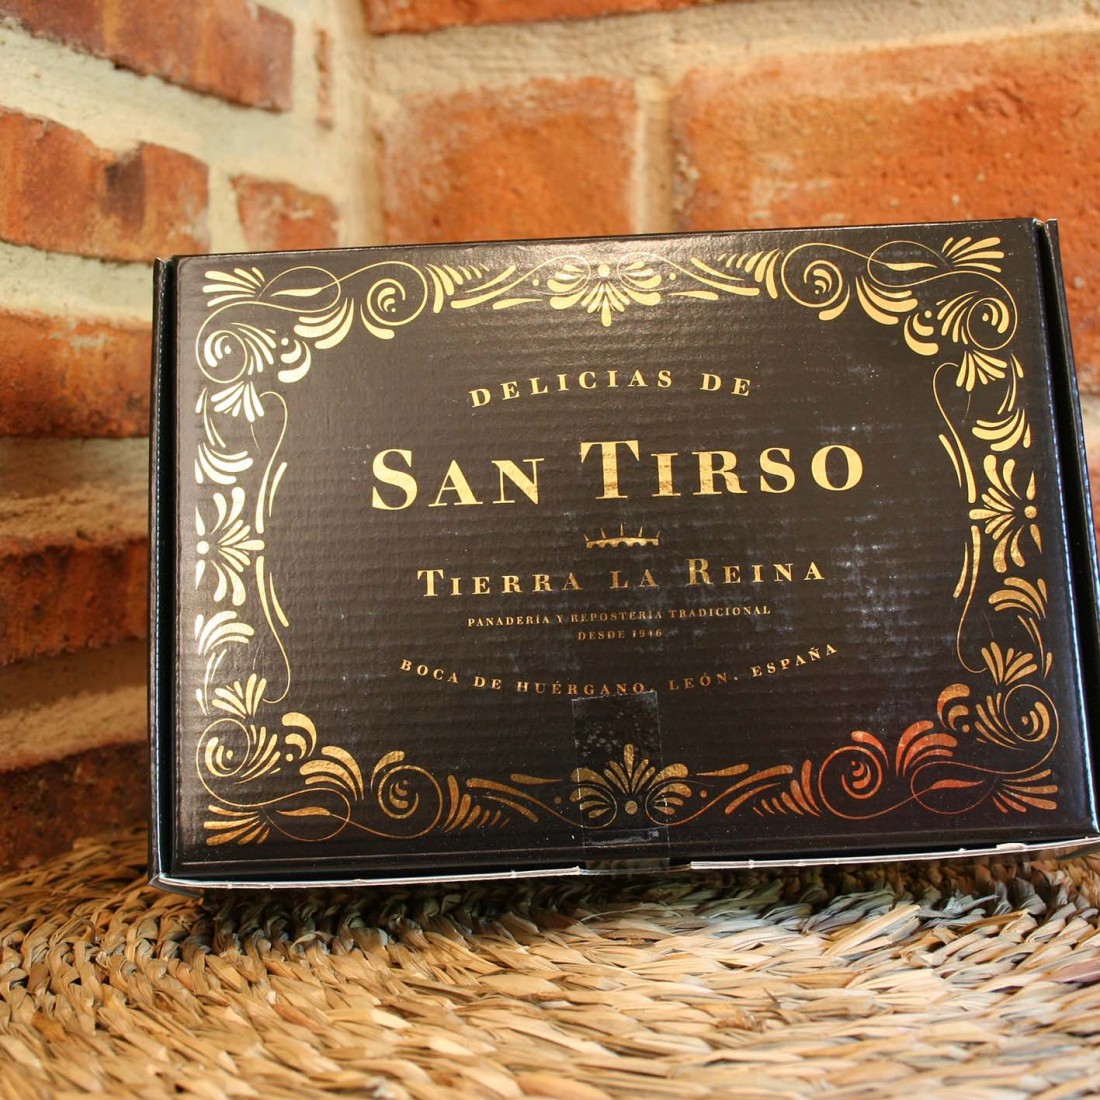 DELICIAS DE
SAN TIRSO
TIERRA LA REINA
PANADERÍA Y REPOSTERÍA TRADICIONAL
DESDE 1946
BOCA DE HUÉRGANO. LEÓN. ESPAÑA